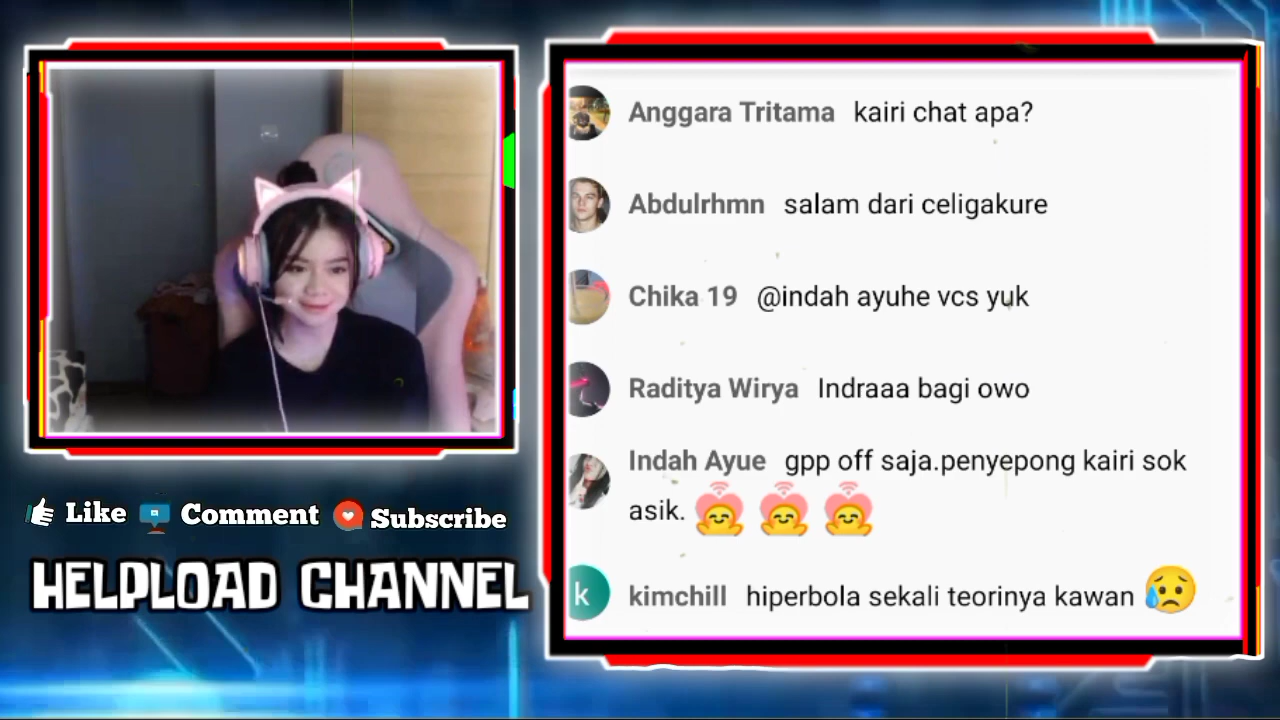 Anggara Tritama kairi chat apa?
Abdulrhmn salam dari celigakure
Chika 19 @indah ayuhe vcs yuk
Raditya Wirya Indraaa bagi owo
Indah Ayue gpp off saja.penyepong kairi sok
asik.
k kimchill hiperbola sekali teorinya kawan
Like Comment Subscribe
HELPLOAD CHANNEL